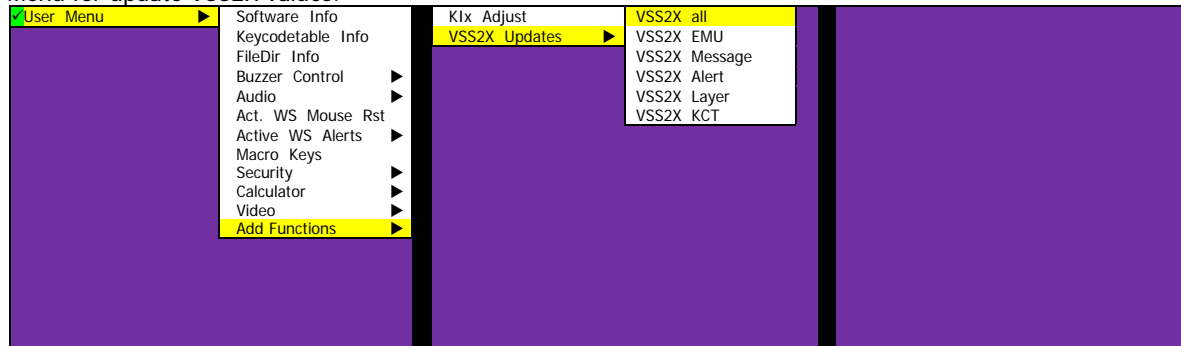 Menu for update VSS2X values.
User Menu
Software Info
Keycodetable Info
FileDir Info
Buzzer Control
Audio
Act. WS Mouse Rst
Active WS Alerts
Macro Keys
Security
Calculator
Video
Add Functions
KIx Adjust
VSS2X Updates
VSS2X all
VSS2X EMU
VSS2X Message
VSS2X Alert
VSS2X Layer
VSS2X KCT